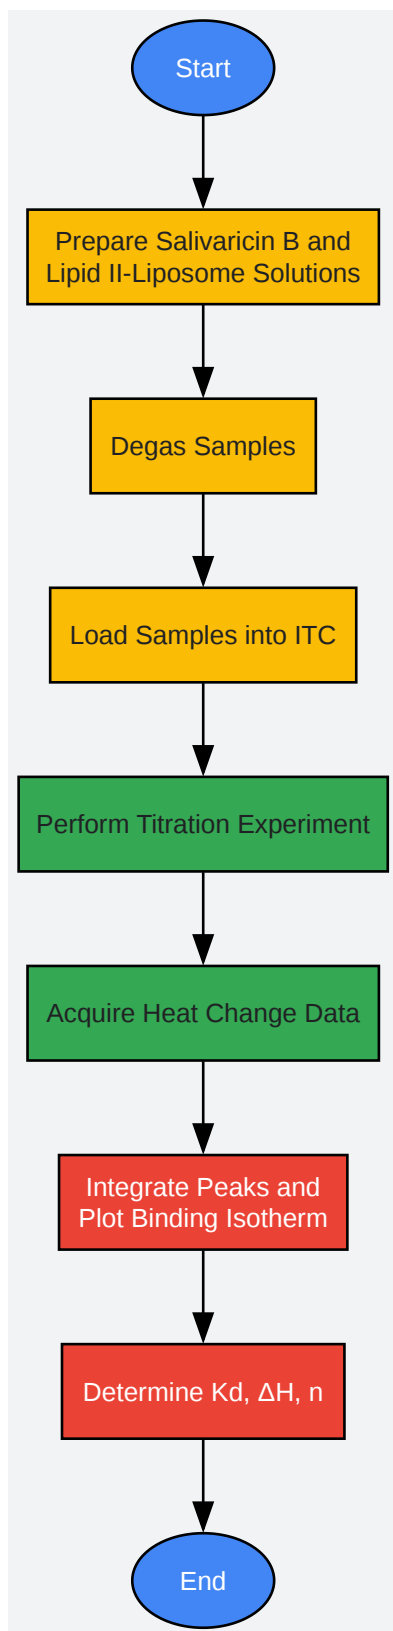 Start
Prepare Salivaricin B and
Lipid II-Liposome Solutions
Degas Samples
Load Samples into ITC
Perform Titration Experiment
Acquire Heat Change Data
Integrate Peaks and
Plot Binding Isotherm
Determine Kd, ΔH, n
End